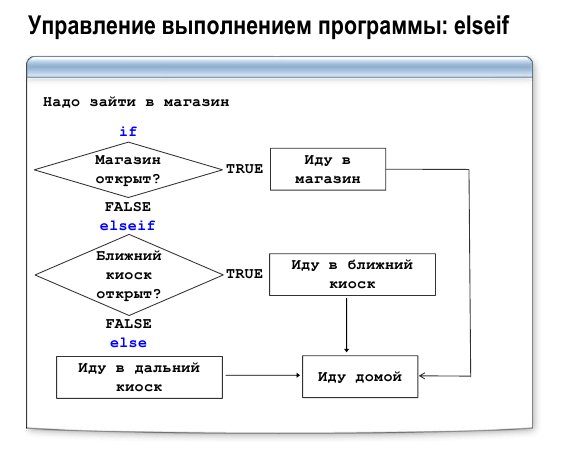 Управление выполнением программы: elseif
Надо зайти в магазин
if
Магазин
открыт?
TRUE
Иду в
магазин
FALSE
elseif
Ближний
киоск
открыт?
TRUE
Иду в ближний
киоск
FALSE
else
Иду в дальний
киоск
Иду домой